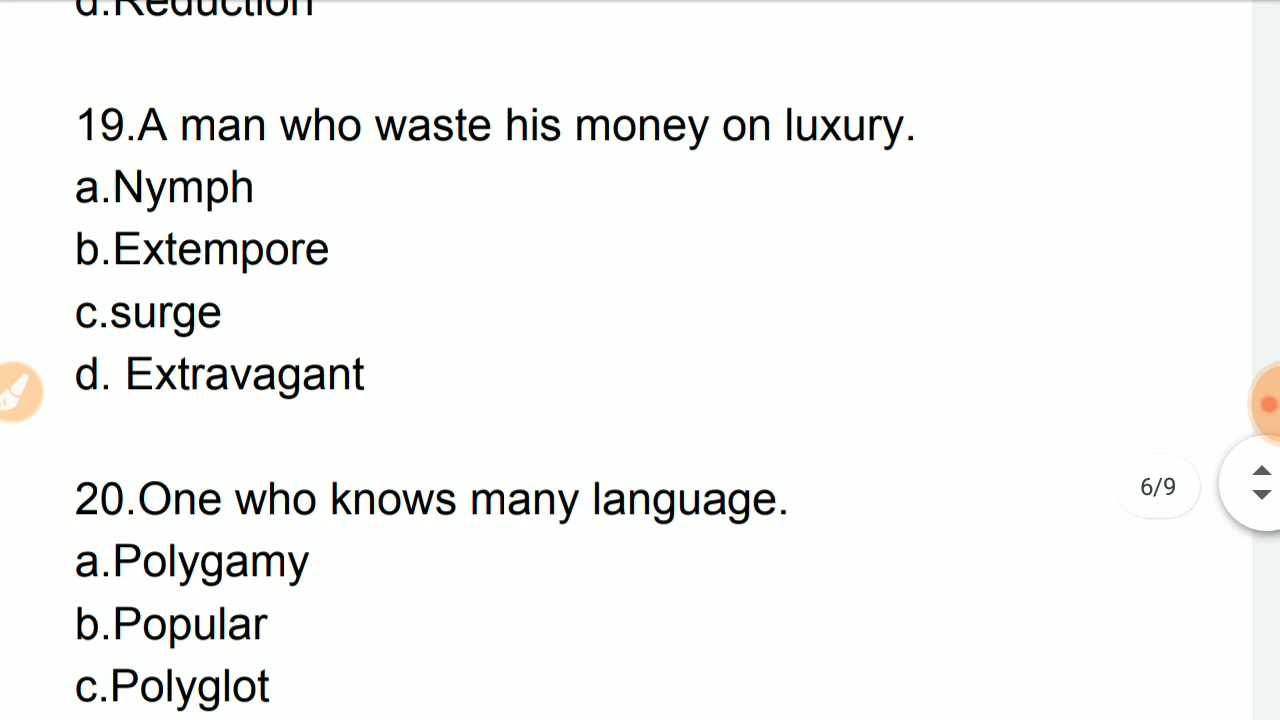 d.Reduction
19.A man who waste his money on luxury.
a.Nymph
b.Extempore
c.surge
d. Extravagant
20.One who knows many language.
a.Polygamy
b.Popular
c.Polyglot
6/9